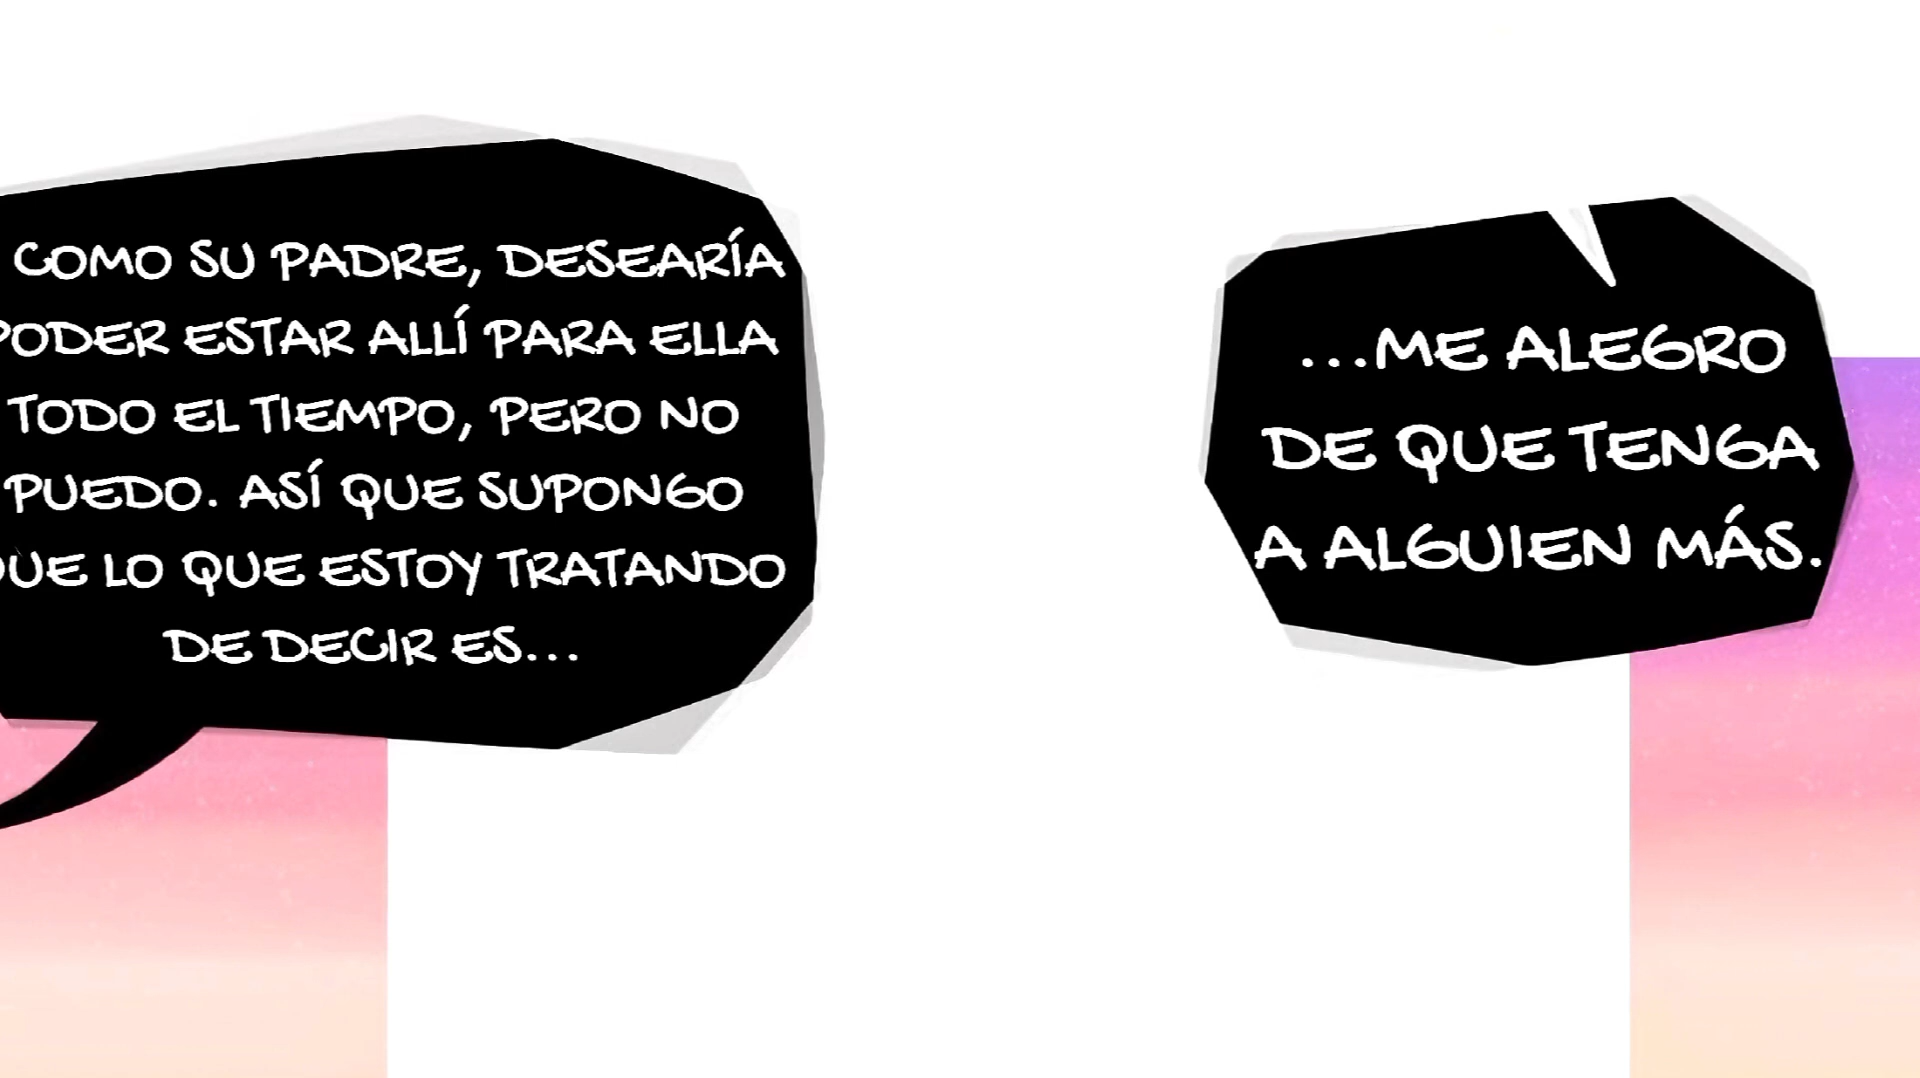 COMO SU PADRE, DESEARÍA
PODER ESTAR ALLÍ PARA ELLA
TODO EL TIEMPO, PERO NO
PUEDO. ASÍ QUE SUPONGO
QUE LO QUE ESTOY TRATANDO
DE DECIR ES...
...ME ALEGRO
DE QUE TENGA
A ALGUIEN MÁS.